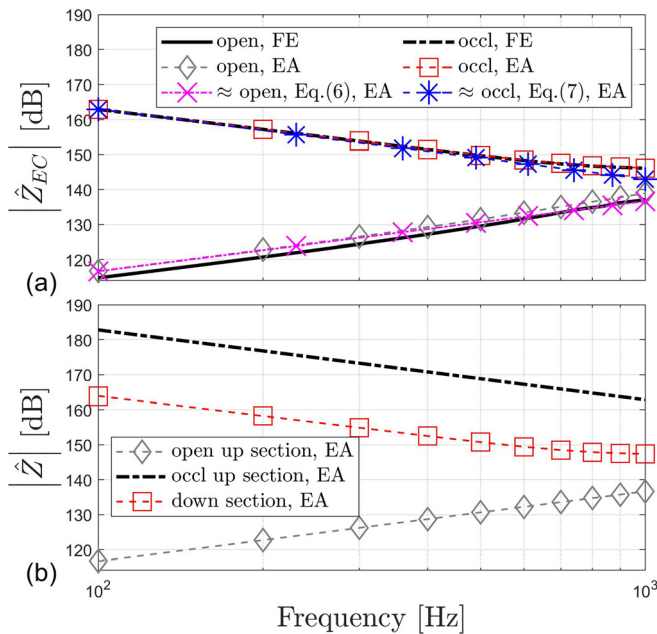 190
180
170
160
150
140
130
120
|Ẑ_EC| [dB]
open, FE
occl, FE
open, EA
occl, EA
≈ open, Eq.(6), EA
≈ occl, Eq.(7), EA
(a)
190
180
170
160
150
140
130
120
|Ẑ| [dB]
open up section, EA
occl up section, EA
down section, EA
(b)
10² 10³
Frequency [Hz]